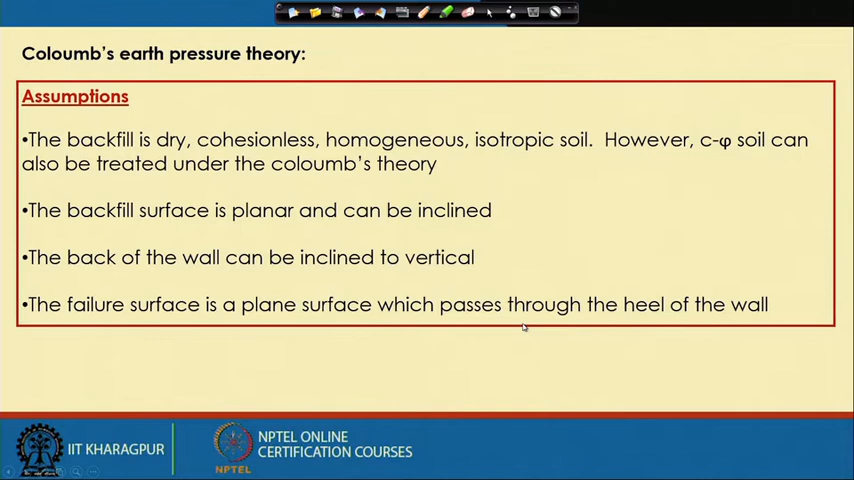 Coloumb's earth pressure theory:
Assumptions
•The backfill is dry, cohesionless, homogeneous, isotropic soil.  However, c-φ soil can
also be treated under the coloumb's theory
•The backfill surface is planar and can be inclined
•The back of the wall can be inclined to vertical
•The failure surface is a plane surface which passes through the heel of the wall
IIT KHARAGPUR
NPTEL
NPTEL ONLINE
CERTIFICATION COURSES